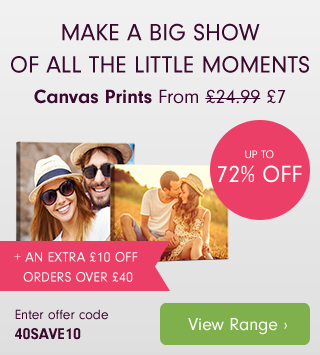 MAKE A BIG SHOW
OF ALL THE LITTLE MOMENTS
Canvas Prints From £24.99 £7
UP TO
72% OFF
+ AN EXTRA £10 OFF
ORDERS OVER £40
Enter offer code
40SAVE10
View Range ›